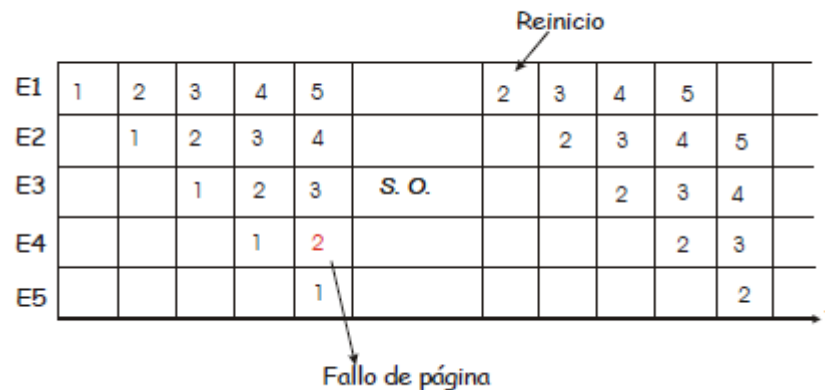 Reinicio
E1 1 2 3 4 5 2 3 4 5
E2 1 2 3 4 2 3 4 5
E3 1 2 3 S. O. 2 3 4
E4 1 2 2 3
E5 1 2
Fallo de página